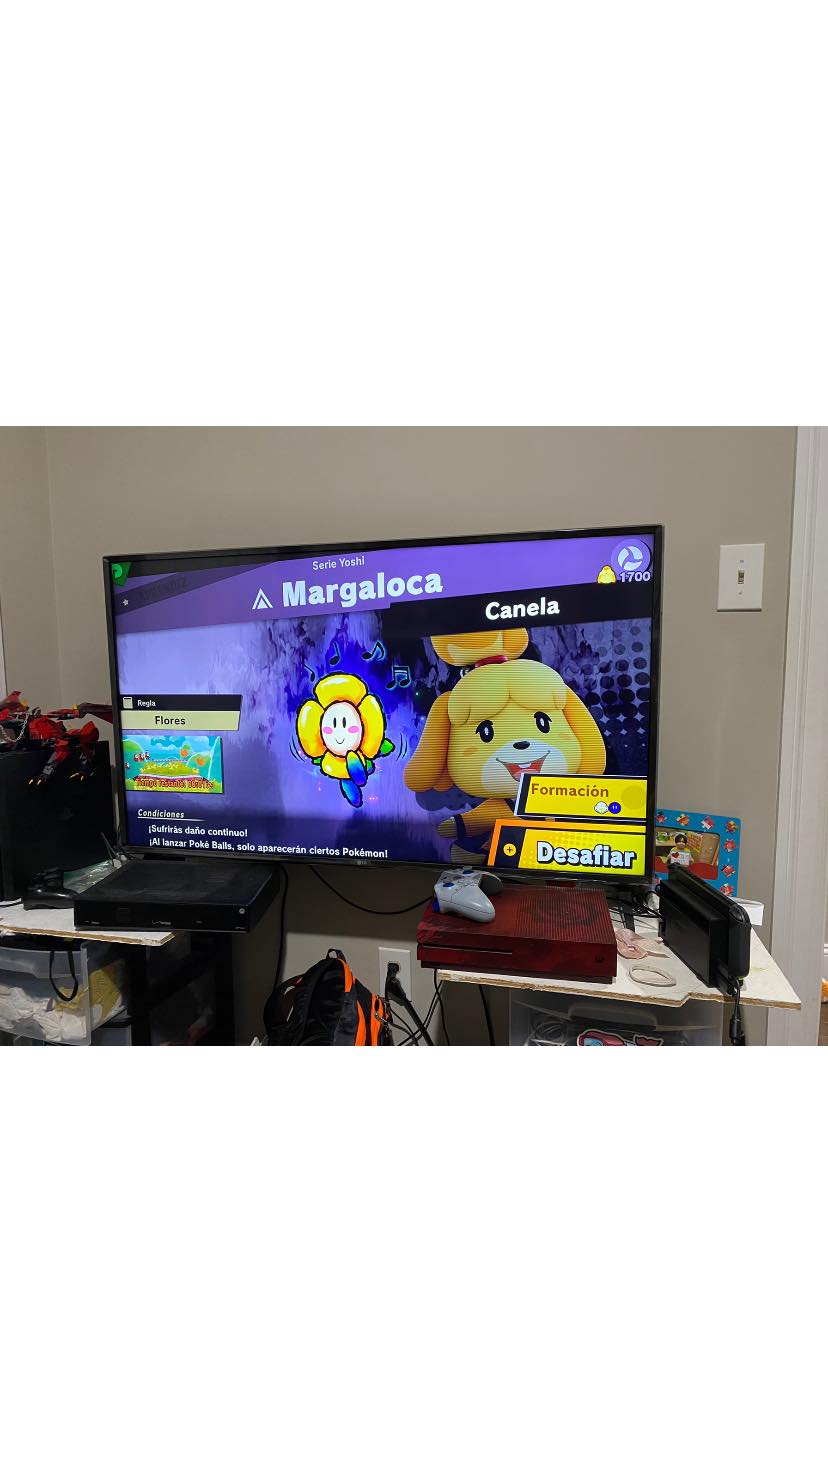 Serie Yoshi
Margaloca
1700
Canela
Regla
Flores
Condiciones
¡Sufrirás daño continuo!
¡Al lanzar Poké Balls, solo aparecerán ciertos Pokémon!
Formación
Desafiar
LG